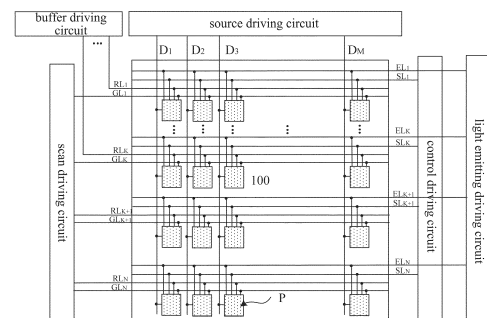 buffer driving
circuit
source driving circuit
...
D1 D2 D3 DM
RL1
GL1
EL1
SL1
RLK
GLK
ELK
SLK
100
RLK+1
GLK+1
ELK+1
SLK+1
RLN
GLN
ELN
SLN
P
scan driving circuit
control driving circuit
light emitting driving circuit